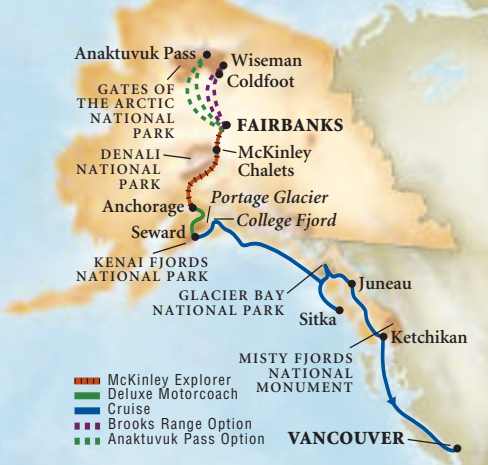 Anaktuvuk Pass
Wiseman
Coldfoot
GATES OF
THE ARCTIC
NATIONAL
PARK
FAIRBANKS
DENALI
NATIONAL
PARK
McKinley
Chalets
Portage Glacier
Anchorage
College Fjord
Seward
KENAI FJORDS
NATIONAL PARK
GLACIER BAY
NATIONAL PARK
Juneau
Sitka
Ketchikan
MISTY FJORDS
NATIONAL
MONUMENT
McKinley Explorer
Deluxe Motorcoach
Cruise
Brooks Range Option
Anaktuvuk Pass Option
VANCOUVER